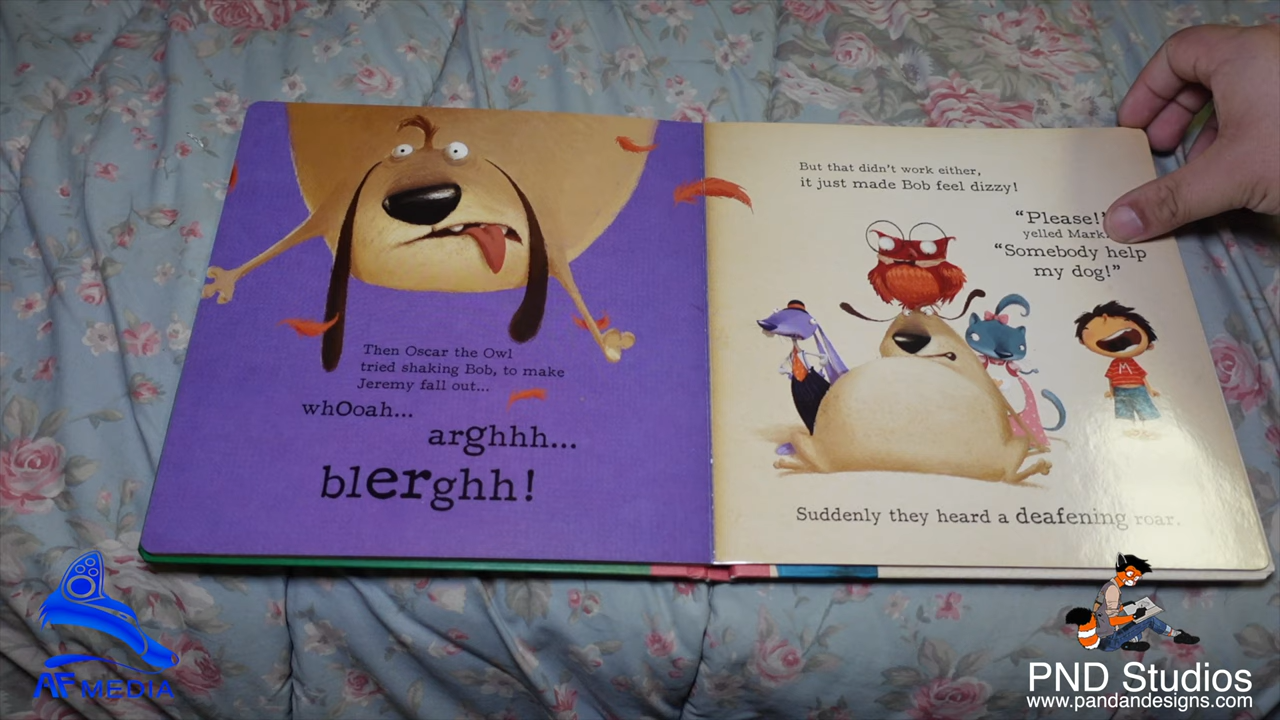 Then Oscar the Owl
tried shaking Bob, to make
Jeremy fall out...
whOoah...
arghhh...
blerghh!
But that didn't work either,
it just made Bob feel dizzy!
"Please!"
yelled Mark.
"Somebody help
my dog!"
M
Suddenly they heard a deafening roar.
AF MEDIA
PND Studios
www.pandandesigns.com